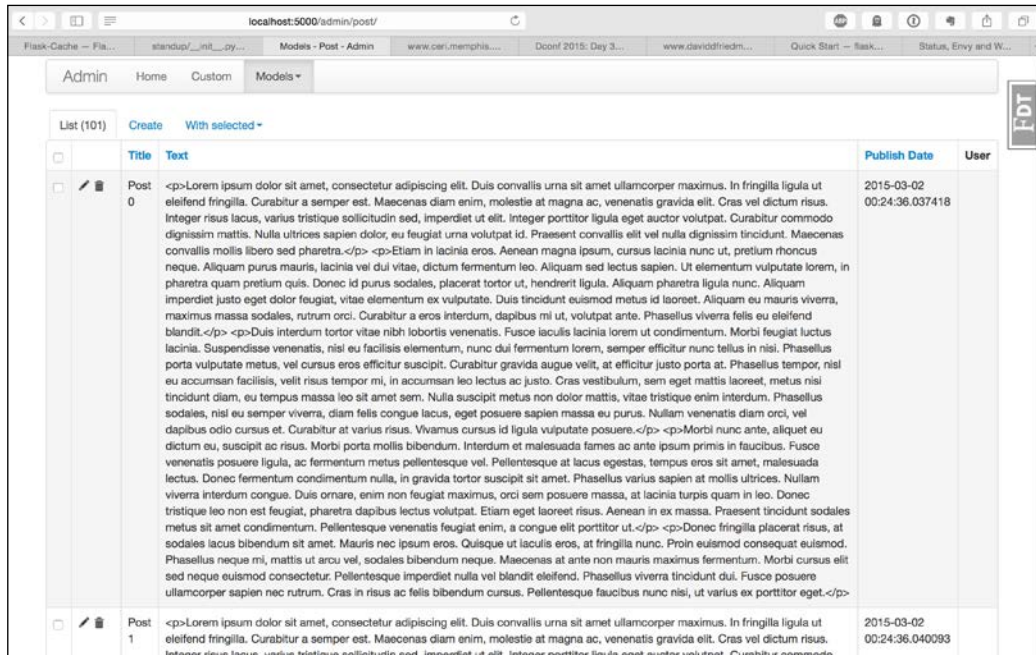 localhost:5000/admin/post/
Flask-Cache — Fla...
standup/__init__.py...
Models - Post - Admin
www.ceri.memphis....
Dconf 2015: Day 3...
www.daviddfriedm...
Quick Start — flask...
Status, Envy and W...
Admin Home Custom Models
FDT
List (101) Create With selected
Title Text Publish Date User
Post <p>Lorem ipsum dolor sit amet, consectetur adipiscing elit. Duis convallis urna sit amet ullamcorper maximus. In fringilla ligula ut 2015-03-02
0 eleifend fringilla. Curabitur a semper est. Maecenas diam enim, molestie at magna ac, venenatis gravida elit. Cras vel dictum risus. 00:24:36.037418
Integer risus lacus, varius tristique sollicitudin sed, imperdiet ut elit. Integer porttitor ligula eget auctor volutpat. Curabitur commodo
dignissim mattis. Nulla ultrices sapien dolor, eu feugiat urna volutpat id. Praesent convallis elit vel nulla dignissim tincidunt. Maecenas
convallis mollis libero sed pharetra.</p> <p>Etiam in lacinia eros. Aenean magna ipsum, cursus lacinia nunc ut, pretium rhoncus
neque. Aliquam purus mauris, lacinia vel dui vitae, dictum fermentum leo. Aliquam sed lectus sapien. Ut elementum vulputate lorem, in
pharetra quam pretium quis. Donec id purus sodales, placerat tortor ut, hendrerit ligula. Aliquam pharetra ligula nunc. Aliquam
imperdiet justo eget dolor feugiat, vitae elementum ex vulputate. Duis tincidunt euismod metus id laoreet. Aliquam eu mauris viverra,
maximus massa sodales, rutrum orci. Curabitur a eros interdum, dapibus mi ut, volutpat ante. Phasellus viverra felis eu eleifend
blandit.</p> <p>Duis interdum tortor vitae nibh lobortis venenatis. Fusce iaculis lacinia lorem ut condimentum. Morbi feugiat luctus
lacinia. Suspendisse venenatis, nisl eu facilisis elementum, nunc dui fermentum lorem, semper efficitur nunc tellus in nisi. Phasellus
porta vulputate metus, vel cursus eros efficitur suscipit. Curabitur gravida augue velit, at efficitur justo porta at. Phasellus tempor, nisl
eu accumsan facilisis, velit risus tempor mi, in accumsan leo lectus ac justo. Cras vestibulum, sem eget mattis laoreet, metus nisi
tincidunt diam, eu tempus massa leo sit amet sem. Nulla suscipit metus non dolor mattis, vitae tristique enim interdum. Phasellus
sodales, nisl eu semper viverra, diam felis congue lacus, eget posuere sapien massa eu purus. Nullam venenatis diam orci, vel
dapibus odio cursus et. Curabitur at varius risus. Vivamus cursus id ligula vulputate posuere.</p> <p>Morbi nunc ante, aliquet eu
dictum eu, suscipit ac risus. Morbi porta mollis bibendum. Interdum et malesuada fames ac ante ipsum primis in faucibus. Fusce
venenatis posuere ligula, ac fermentum metus pellentesque vel. Pellentesque at lacus egestas, tempus eros sit amet, malesuada
lectus. Donec fermentum condimentum nulla, in gravida tortor suscipit sit amet. Phasellus varius sapien at mollis ultrices. Nullam
viverra interdum congue. Duis ornare, enim non feugiat maximus, orci sem posuere massa, at lacinia turpis quam in leo. Donec
tristique leo non est feugiat, pharetra dapibus lectus volutpat. Etiam eget laoreet risus. Aenean in ex massa. Praesent tincidunt sodales
metus sit amet condimentum. Pellentesque venenatis feugiat enim, a congue elit porttitor ut.</p> <p>Donec fringilla placerat risus, at
sodales lacus bibendum sit amet. Mauris nec ipsum eros. Quisque ut iaculis eros, at fringilla nunc. Proin euismod consequat euismod.
Phasellus neque mi, mattis ut arcu vel, sodales bibendum neque. Maecenas at ante non mauris maximus fermentum. Morbi cursus elit
sed neque euismod consectetur. Pellentesque imperdiet nulla vel blandit eleifend. Phasellus viverra tincidunt dui. Fusce posuere
ullamcorper sapien nec rutrum. Cras in risus ac felis bibendum cursus. Pellentesque faucibus nunc nisi, ut varius ex porttitor eget.</p>
Post <p>Lorem ipsum dolor sit amet, consectetur adipiscing elit. Duis convallis urna sit amet ullamcorper maximus. In fringilla ligula ut 2015-03-02
1 eleifend fringilla. Curabitur a semper est. Maecenas diam enim, molestie at magna ac, venenatis gravida elit. Cras vel dictum risus. 00:24:36.040093
Integer risus lacus, varius tristique sollicitudin sed, imperdiet ut elit. Integer porttitor ligula eget auctor volutpat. Curabitur commodo